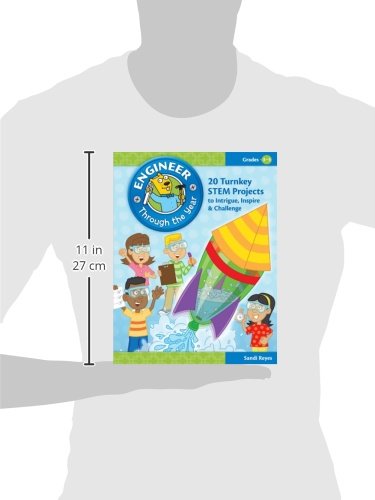 11 in
27 cm
ENGINEER
Through the Year
Grades
20 Turnkey
STEM Projects
to Intrigue, Inspire
& Challenge
Sandi Reyes